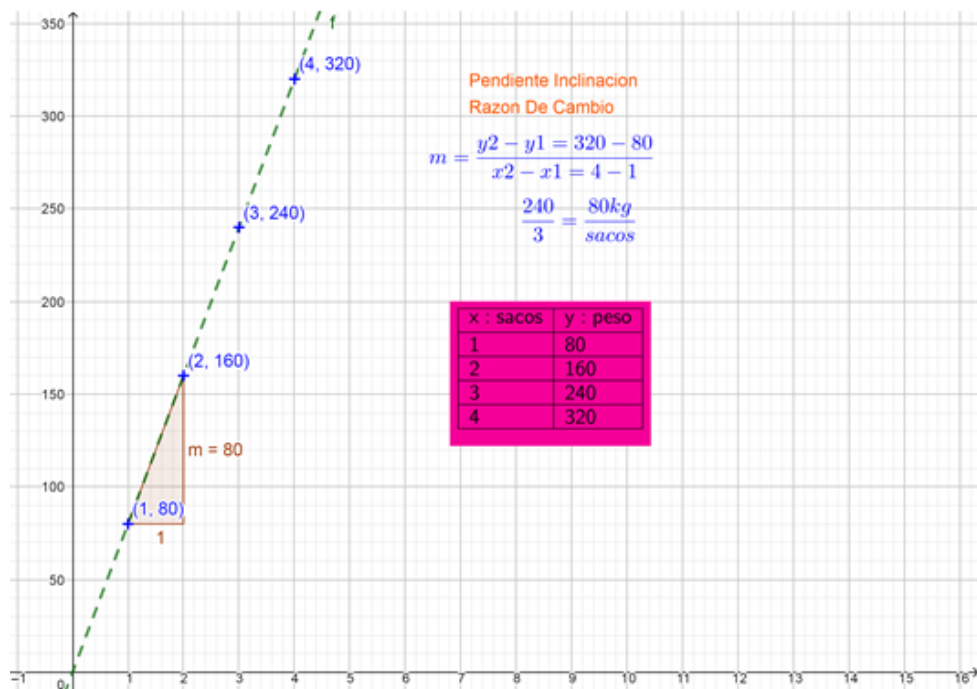 350
f
(4, 320)
Pendiente Inclinacion
Razon De Cambio
300
m = y2 − y1 = 320 − 80
x2 − x1 = 4 − 1
250
(3, 240)
240 / 3 = 80kg / sacos
200
x : sacos y : peso
1 80
2 160
3 240
4 320
(2, 160)
150
m = 80
100
(1, 80)
1
50
0
−1 1 2 3 4 5 6 7 8 9 10 11 12 13 14 15 16